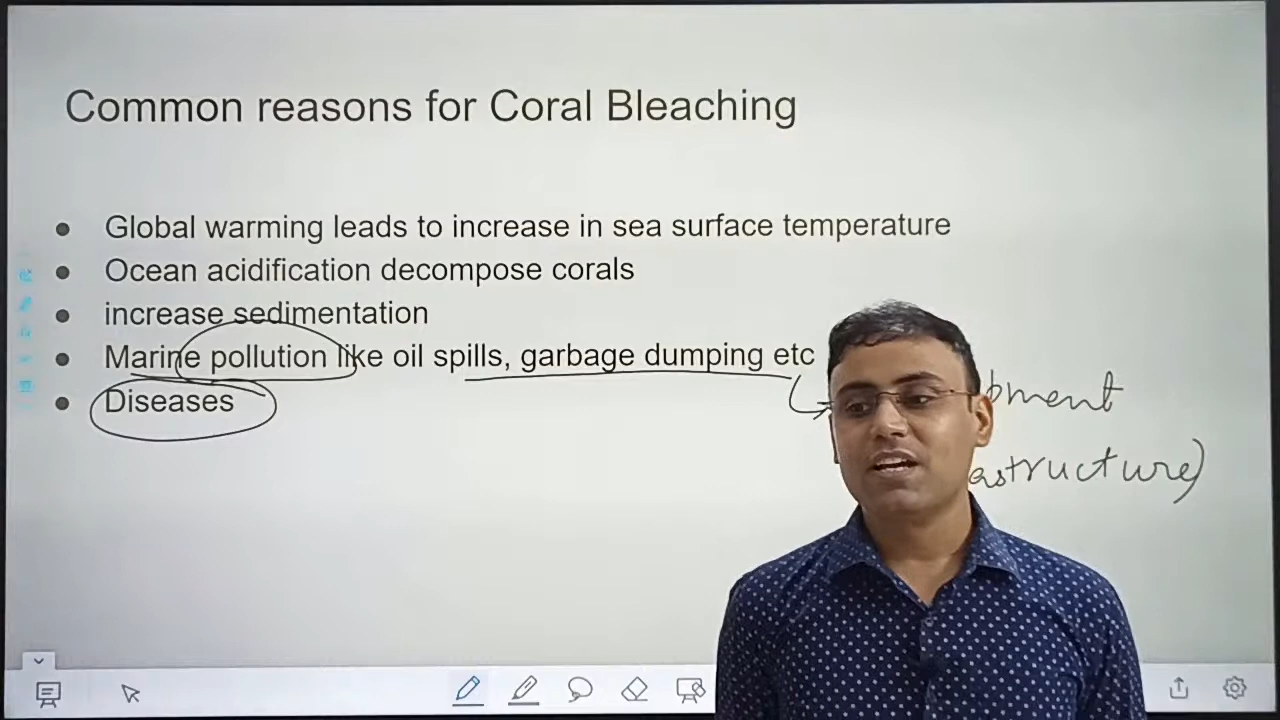 Common reasons for Coral Bleaching
Global warming leads to increase in sea surface temperature
Ocean acidification decompose corals
increase sedimentation
Marine pollution like oil spills, garbage dumping etc
Diseases